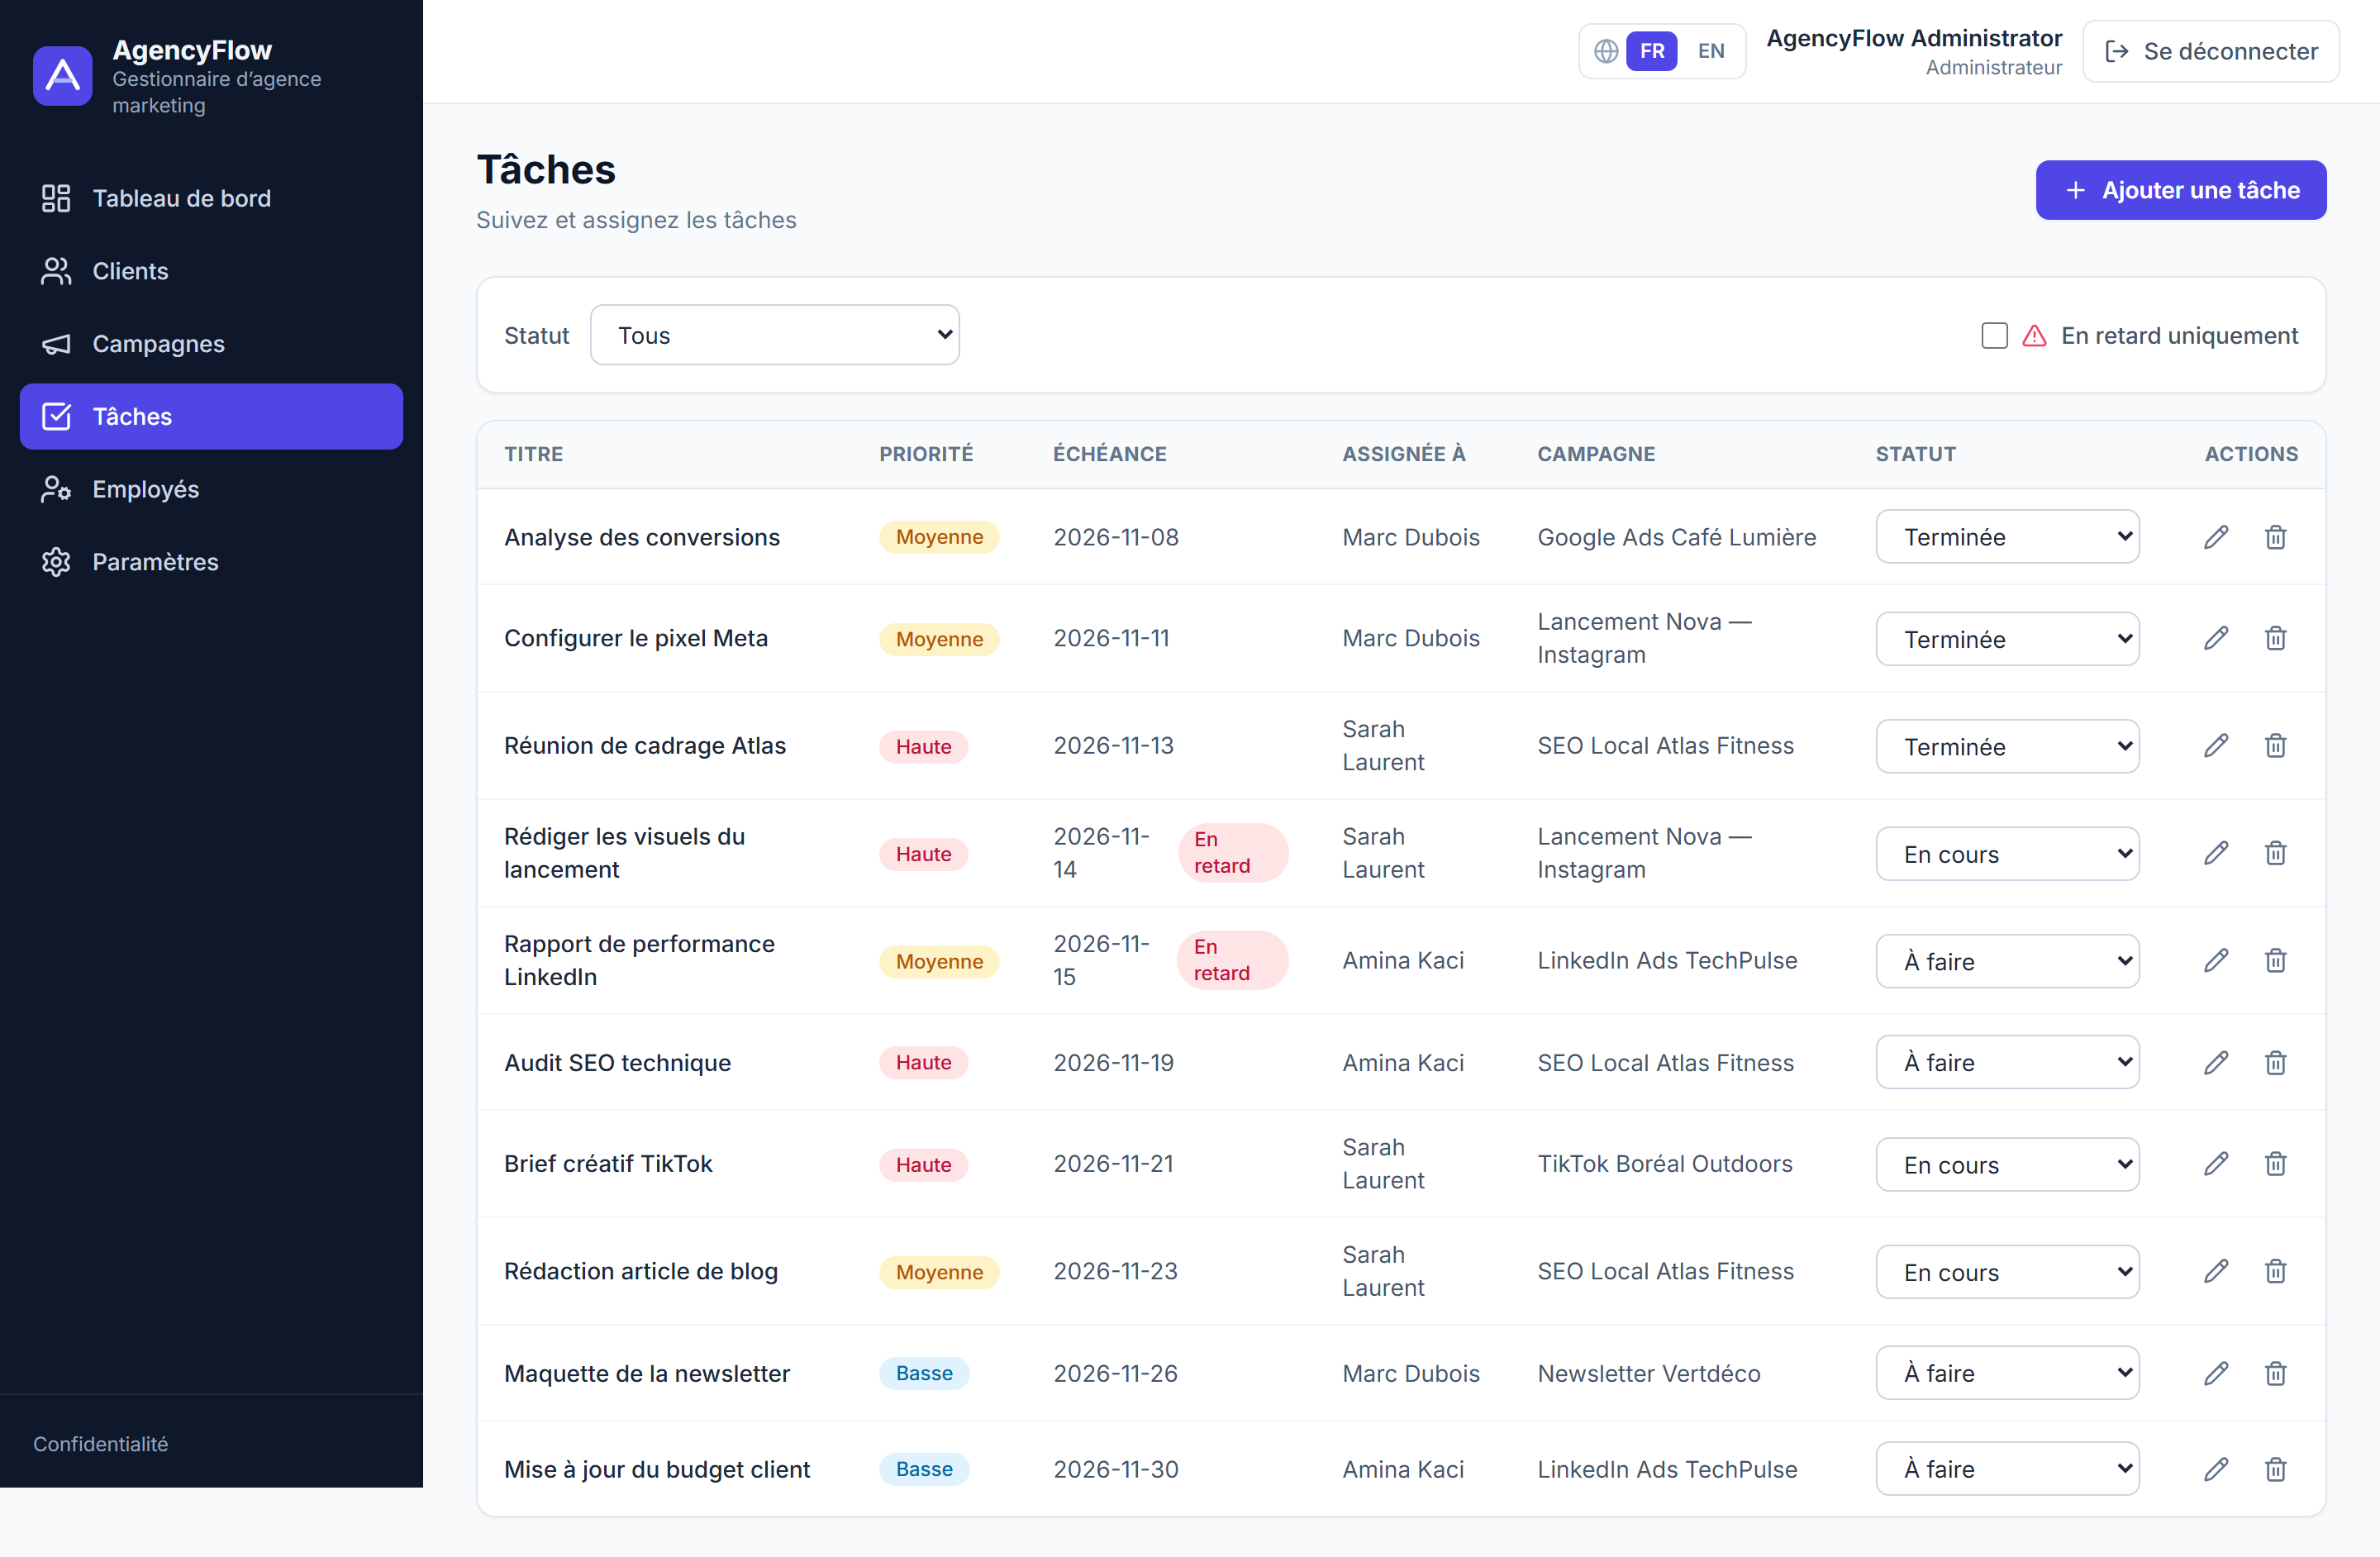 AgencyFlow
Gestionnaire d’agence
marketing
Tableau de bord
Clients
Campagnes
Tâches
Employés
Paramètres
Confidentialité
FR EN
AgencyFlow Administrator
Administrateur
Se déconnecter
Tâches
Suivez et assignez les tâches
Ajouter une tâche
Statut Tous
En retard uniquement
TITRE PRIORITÉ ÉCHÉANCE ASSIGNÉE À CAMPAGNE STATUT ACTIONS
Analyse des conversions Moyenne 2026-11-08 Marc Dubois Google Ads Café Lumière Terminée
Configurer le pixel Meta Moyenne 2026-11-11 Marc Dubois Lancement Nova —
Instagram Terminée
Réunion de cadrage Atlas Haute 2026-11-13 Sarah
Laurent SEO Local Atlas Fitness Terminée
Rédiger les visuels du
lancement Haute 2026-11-
14 En
retard Sarah
Laurent Lancement Nova —
Instagram En cours
Rapport de performance
LinkedIn Moyenne 2026-11-
15 En
retard Amina Kaci LinkedIn Ads TechPulse À faire
Audit SEO technique Haute 2026-11-19 Amina Kaci SEO Local Atlas Fitness À faire
Brief créatif TikTok Haute 2026-11-21 Sarah
Laurent TikTok Boréal Outdoors En cours
Rédaction article de blog Moyenne 2026-11-23 Sarah
Laurent SEO Local Atlas Fitness En cours
Maquette de la newsletter Basse 2026-11-26 Marc Dubois Newsletter Vertdéco À faire
Mise à jour du budget client Basse 2026-11-30 Amina Kaci LinkedIn Ads TechPulse À faire